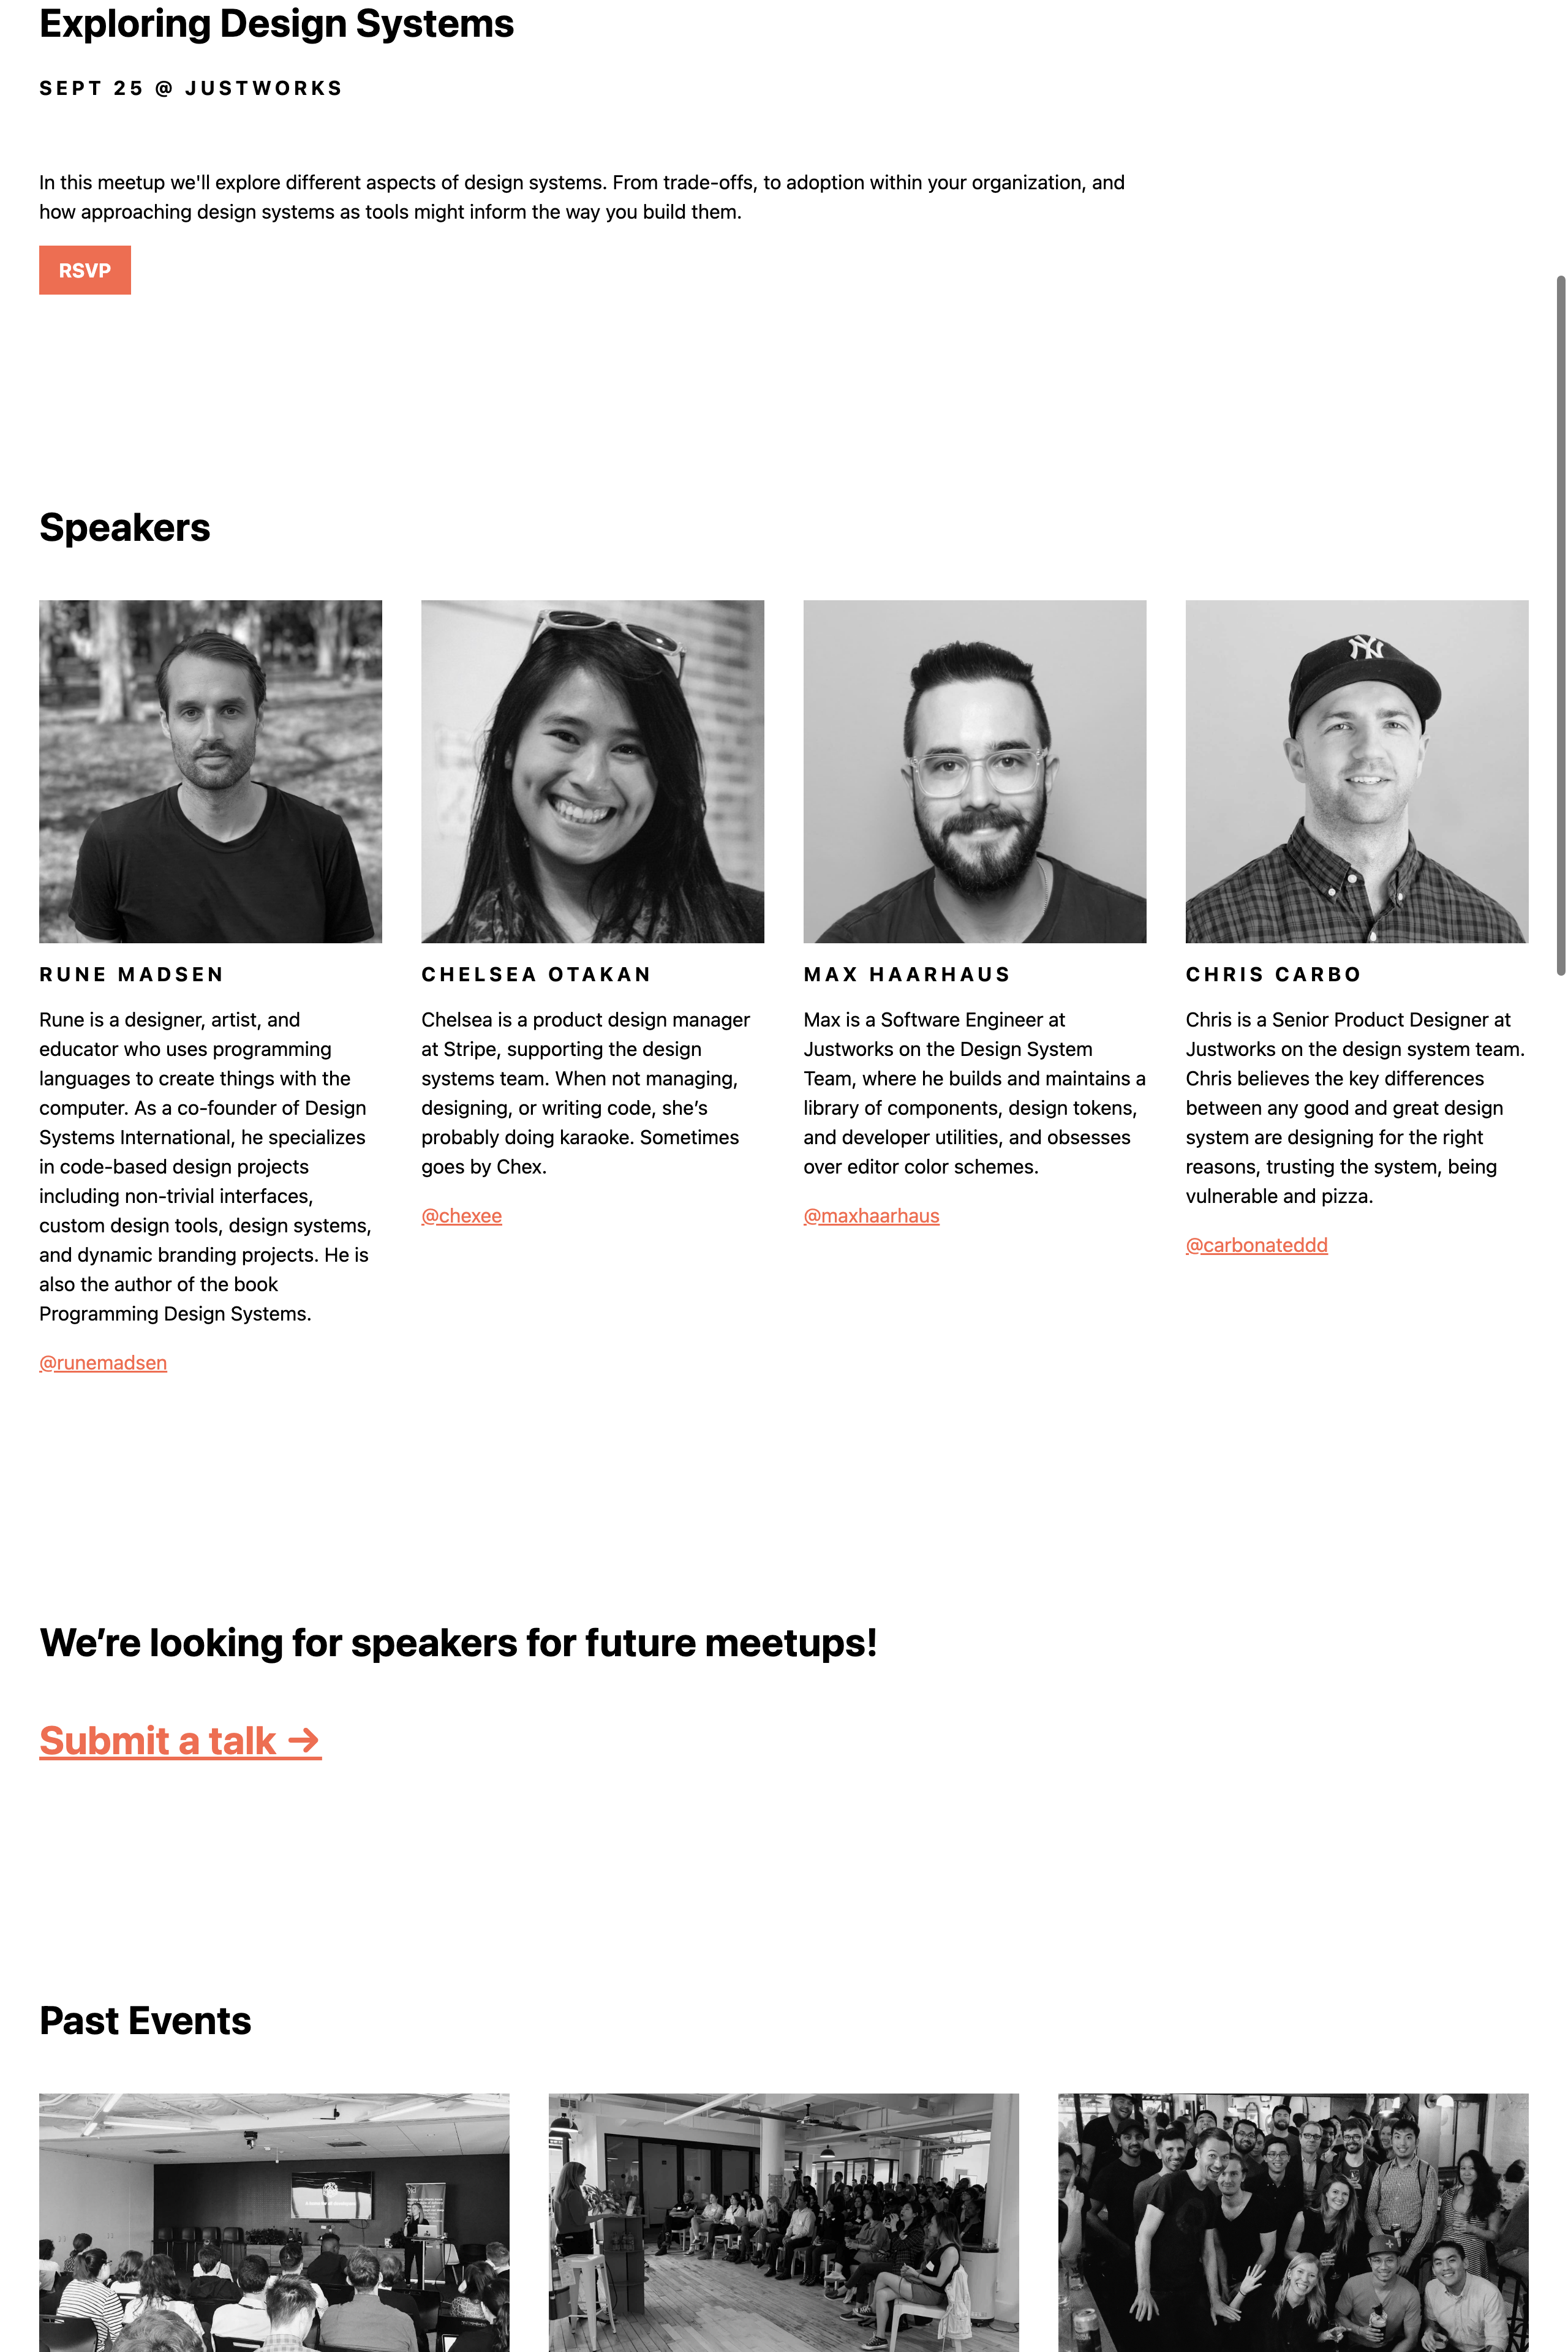 Exploring Design Systems
SEPT 25 @ JUSTWORKS
In this meetup we'll explore different aspects of design systems. From trade-offs, to adoption within your organization, and
how approaching design systems as tools might inform the way you build them.
RSVP
Speakers
NY
RUNE MADSEN
Rune is a designer, artist, and
educator who uses programming
languages to create things with the
computer. As a co-founder of Design
Systems International, he specializes
in code-based design projects
including non-trivial interfaces,
custom design tools, design systems,
and dynamic branding projects. He is
also the author of the book
Programming Design Systems.
@runemadsen
CHELSEA OTAKAN
Chelsea is a product design manager
at Stripe, supporting the design
systems team. When not managing,
designing, or writing code, she’s
probably doing karaoke. Sometimes
goes by Chex.
@chexee
MAX HAARHAUS
Max is a Software Engineer at
Justworks on the Design System
Team, where he builds and maintains a
library of components, design tokens,
and developer utilities, and obsesses
over editor color schemes.
@maxhaarhaus
CHRIS CARBO
Chris is a Senior Product Designer at
Justworks on the design system team.
Chris believes the key differences
between any good and great design
system are designing for the right
reasons, trusting the system, being
vulnerable and pizza.
@carbonateddd
We’re looking for speakers for future meetups!
Submit a talk →
Past Events